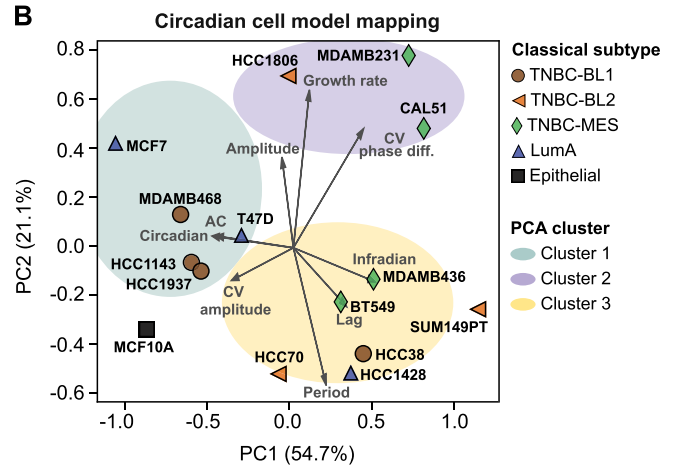 B
Circadian cell model mapping
PC2 (21.1%)
0.8
0.6
0.4
0.2
0.0
-0.2
-0.4
-0.6
MDAMB231
HCC1806
Growth rate
CAL51
CV
phase diff.
Amplitude
MCF7
MDAMB468
AC
T47D
Circadian
HCC1143
HCC1937
CV
amplitude
Infradian
MDAMB436
BT549
Lag
SUM149PT
MCF10A
HCC70
HCC38
HCC1428
Period
-1.0
-0.5
0.0
0.5
1.0
PC1 (54.7%)
Classical subtype
TNBC-BL1
TNBC-BL2
TNBC-MES
LumA
Epithelial
PCA cluster
Cluster 1
Cluster 2
Cluster 3